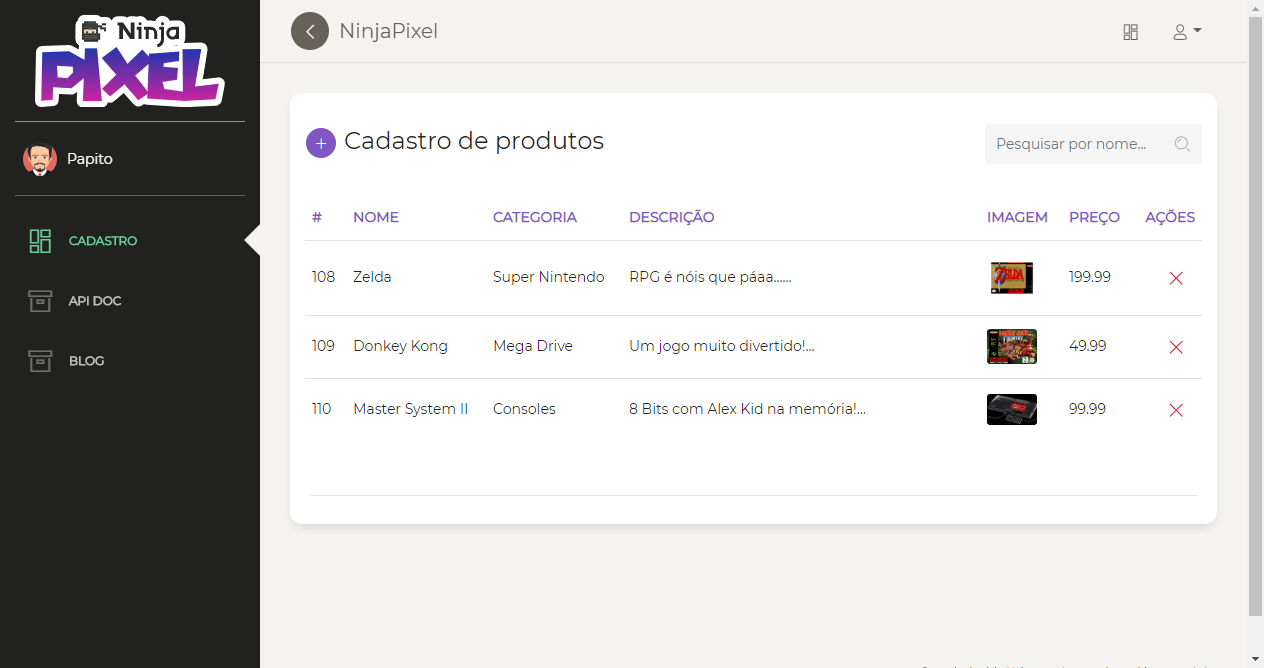 Ninja
PIXEL
NinjaPixel
Papito
CADASTRO
API DOC
BLOG
+ Cadastro de produtos
Pesquisar por nome...
# NOME CATEGORIA DESCRIÇÃO IMAGEM PREÇO AÇÕES
108 Zelda Super Nintendo RPG é nóis que páaa...... ZELDA 199.99
109 Donkey Kong Mega Drive Um jogo muito divertido!... 49.99
110 Master System II Consoles 8 Bits com Alex Kid na memória!... 99.99